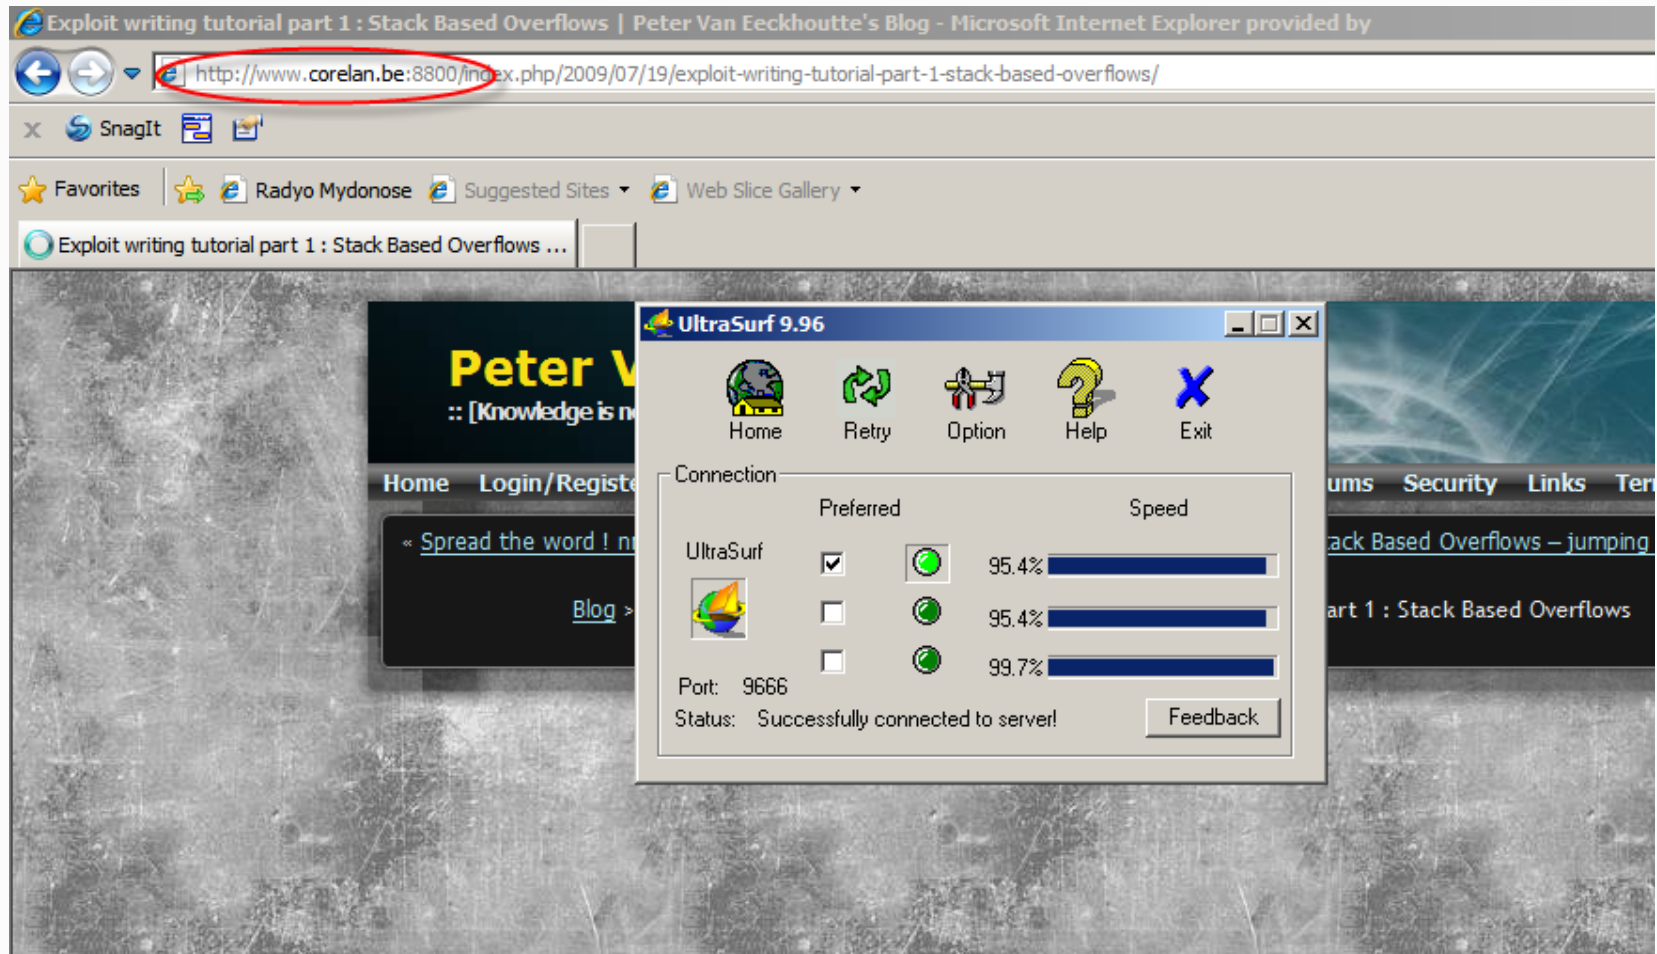 Exploit writing tutorial part 1 : Stack Based Overflows | Peter Van Eeckhoutte's Blog - Microsoft Internet Explorer provided by
http://www.corelan.be:8800/index.php/2009/07/19/exploit-writing-tutorial-part-1-stack-based-overflows/
x SnagIt
Favorites Radyo Mydonose Suggested Sites Web Slice Gallery
Exploit writing tutorial part 1 : Stack Based Overflows ...
UltraSurf 9.96
Peter V
:: [Knowledge is n
Home Retry Option Help Exit
Connection
Home Login/Registe ums Security Links Ter
Preferred Speed
« Spread the word ! n tack Based Overflows – jumping
UltraSurf
95.4%
Blog > art 1 : Stack Based Overflows
95.4%
99.7%
Port: 9666
Status: Successfully connected to server! Feedback